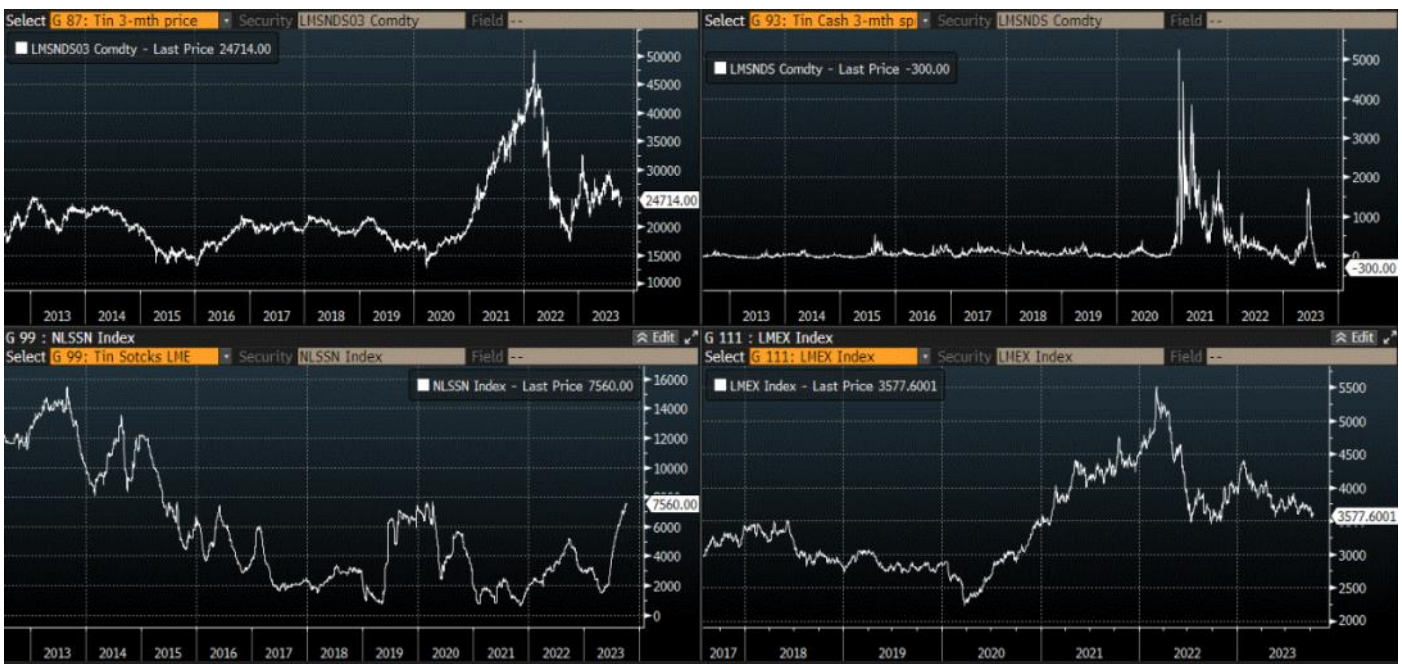 Select G 87: Tin 3-mth price Security LMSNDS03 Comdty Field --
LMSNDS03 Comdty - Last Price 24714.00
50000
45000
40000
35000
30000
24714.00
20000
15000
10000
2013 2014 2015 2016 2017 2018 2019 2020 2021 2022 2023
Select G 93: Tin Cash 3-mth sp Security LMSNDS Comdty Field --
LMSNDS Comdty - Last Price -300.00
5000
4000
3000
2000
1000
0
-300.00
2013 2014 2015 2016 2017 2018 2019 2020 2021 2022 2023
G 99 : NLSSN Index Edit
Select G 99: Tin Sotcks LME Security NLSSN Index Field --
NLSSN Index - Last Price 7560.00
16000
14000
12000
10000
7560.00
6000
4000
2000
0
2013 2014 2015 2016 2017 2018 2019 2020 2021 2022 2023
G 111 : LMEX Index Edit
Select G 111: LMEX Index Security LMEX Index Field --
LMEX Index - Last Price 3577.6001
5500
5000
4500
4000
3577.6001
3000
2500
2000
2017 2018 2019 2020 2021 2022 2023